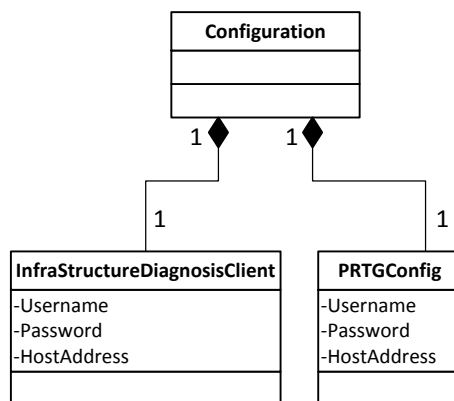 Configuration
1 1
1 1
InfraStructureDiagnosisClient
-Username
-Password
-HostAddress
PRTGConfig
-Username
-Password
-HostAddress